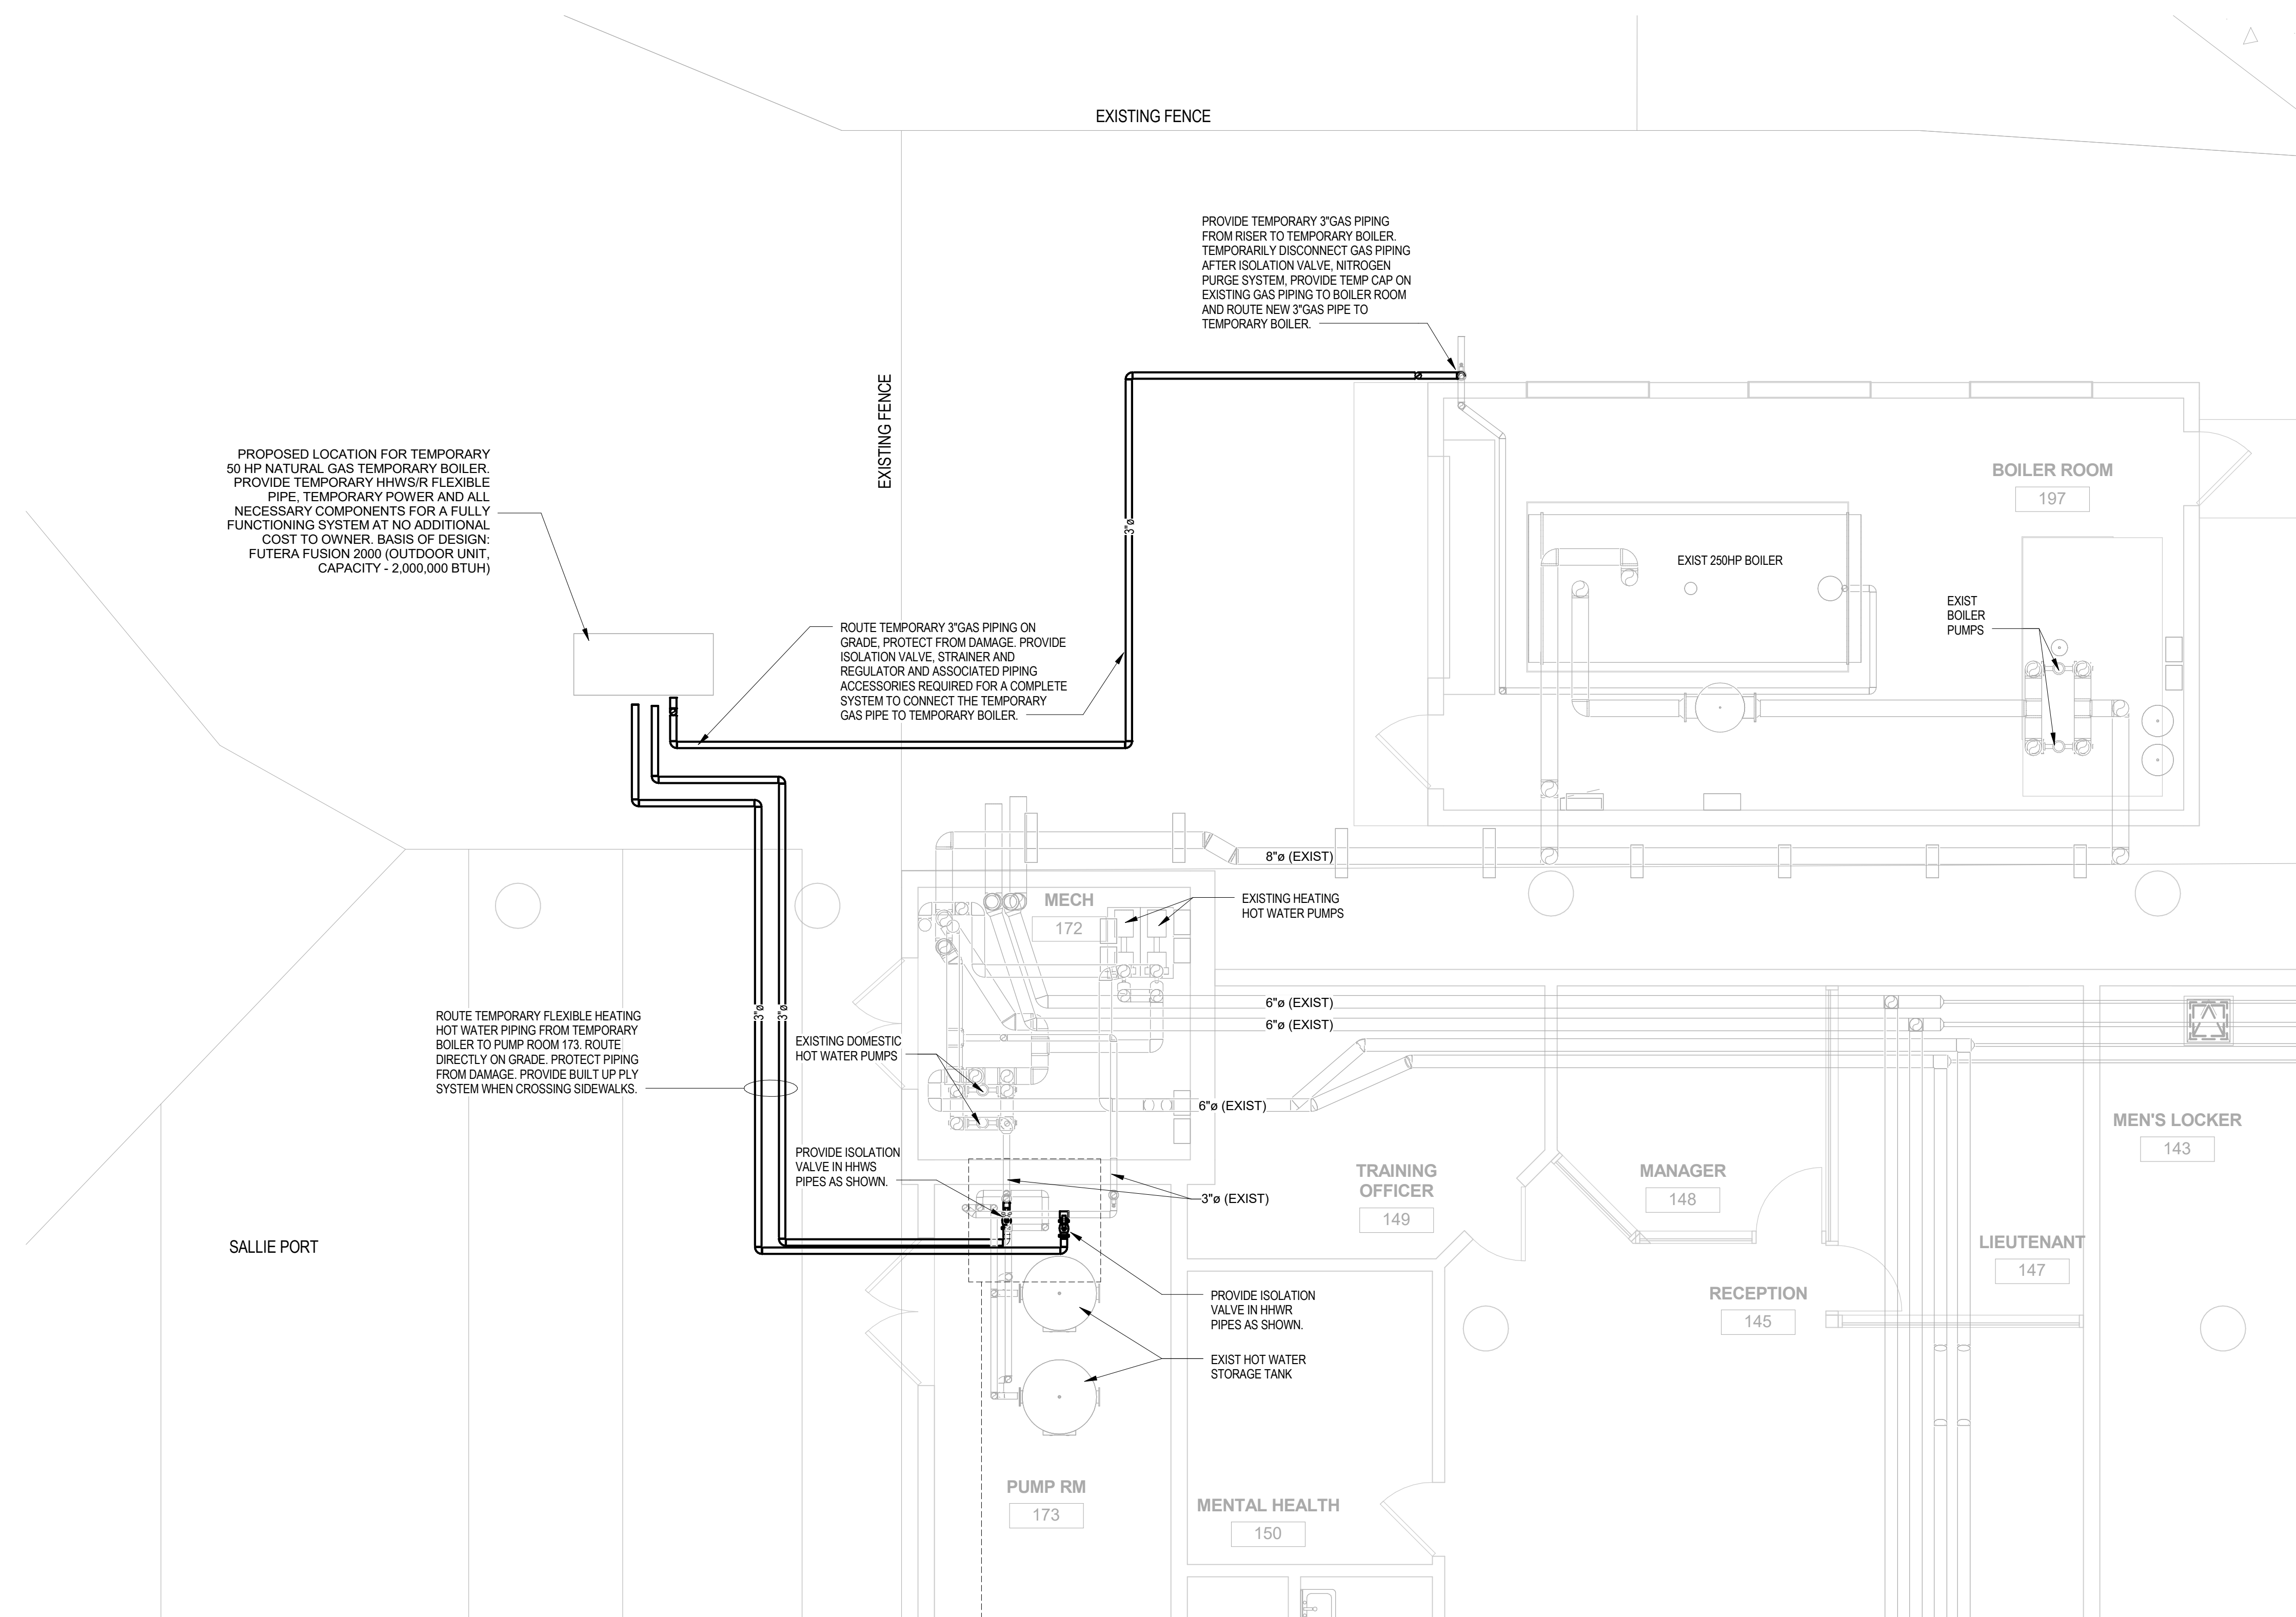 EXISTING FENCE
PROVIDE TEMPORARY 3"GAS PIPING
FROM RISER TO TEMPORARY BOILER.
TEMPORARILY DISCONNECT GAS PIPING
AFTER ISOLATION VALVE, NITROGEN
PURGE SYSTEM, PROVIDE TEMP CAP ON
EXISTING GAS PIPING TO BOILER ROOM
AND ROUTE NEW 3"GAS PIPE TO
TEMPORARY BOILER.
EXISTING FENCE
PROPOSED LOCATION FOR TEMPORARY
50 HP NATURAL GAS TEMPORARY BOILER.
PROVIDE TEMPORARY HHWS/R FLEXIBLE
PIPE, TEMPORARY POWER AND ALL
NECESSARY COMPONENTS FOR A FULLY
FUNCTIONING SYSTEM AT NO ADDITIONAL
COST TO OWNER. BASIS OF DESIGN:
FUTERA FUSION 2000 (OUTDOOR UNIT,
CAPACITY - 2,000,000 BTUH)
3"ø
BOILER ROOM
197
EXIST 250HP BOILER
EXIST
BOILER
PUMPS
ROUTE TEMPORARY 3"GAS PIPING ON
GRADE, PROTECT FROM DAMAGE. PROVIDE
ISOLATION VALVE, STRAINER AND
REGULATOR AND ASSOCIATED PIPING
ACCESSORIES REQUIRED FOR A COMPLETE
SYSTEM TO CONNECT THE TEMPORARY
GAS PIPE TO TEMPORARY BOILER.
8"ø (EXIST)
MECH
172
EXISTING HEATING
HOT WATER PUMPS
6"ø (EXIST)
6"ø (EXIST)
ROUTE TEMPORARY FLEXIBLE HEATING
HOT WATER PIPING FROM TEMPORARY
BOILER TO PUMP ROOM 173. ROUTE
DIRECTLY ON GRADE. PROTECT PIPING
FROM DAMAGE. PROVIDE BUILT UP PLY
SYSTEM WHEN CROSSING SIDEWALKS.
3"ø
3"ø
EXISTING DOMESTIC
HOT WATER PUMPS
6"ø (EXIST)
MEN'S LOCKER
143
PROVIDE ISOLATION
VALVE IN HHWS
PIPES AS SHOWN.
3"ø (EXIST)
TRAINING
OFFICER
149
MANAGER
148
SALLIE PORT
LIEUTENANT
147
PROVIDE ISOLATION
VALVE IN HHWR
PIPES AS SHOWN.
RECEPTION
145
EXIST HOT WATER
STORAGE TANK
PUMP RM
173
MENTAL HEALTH
150